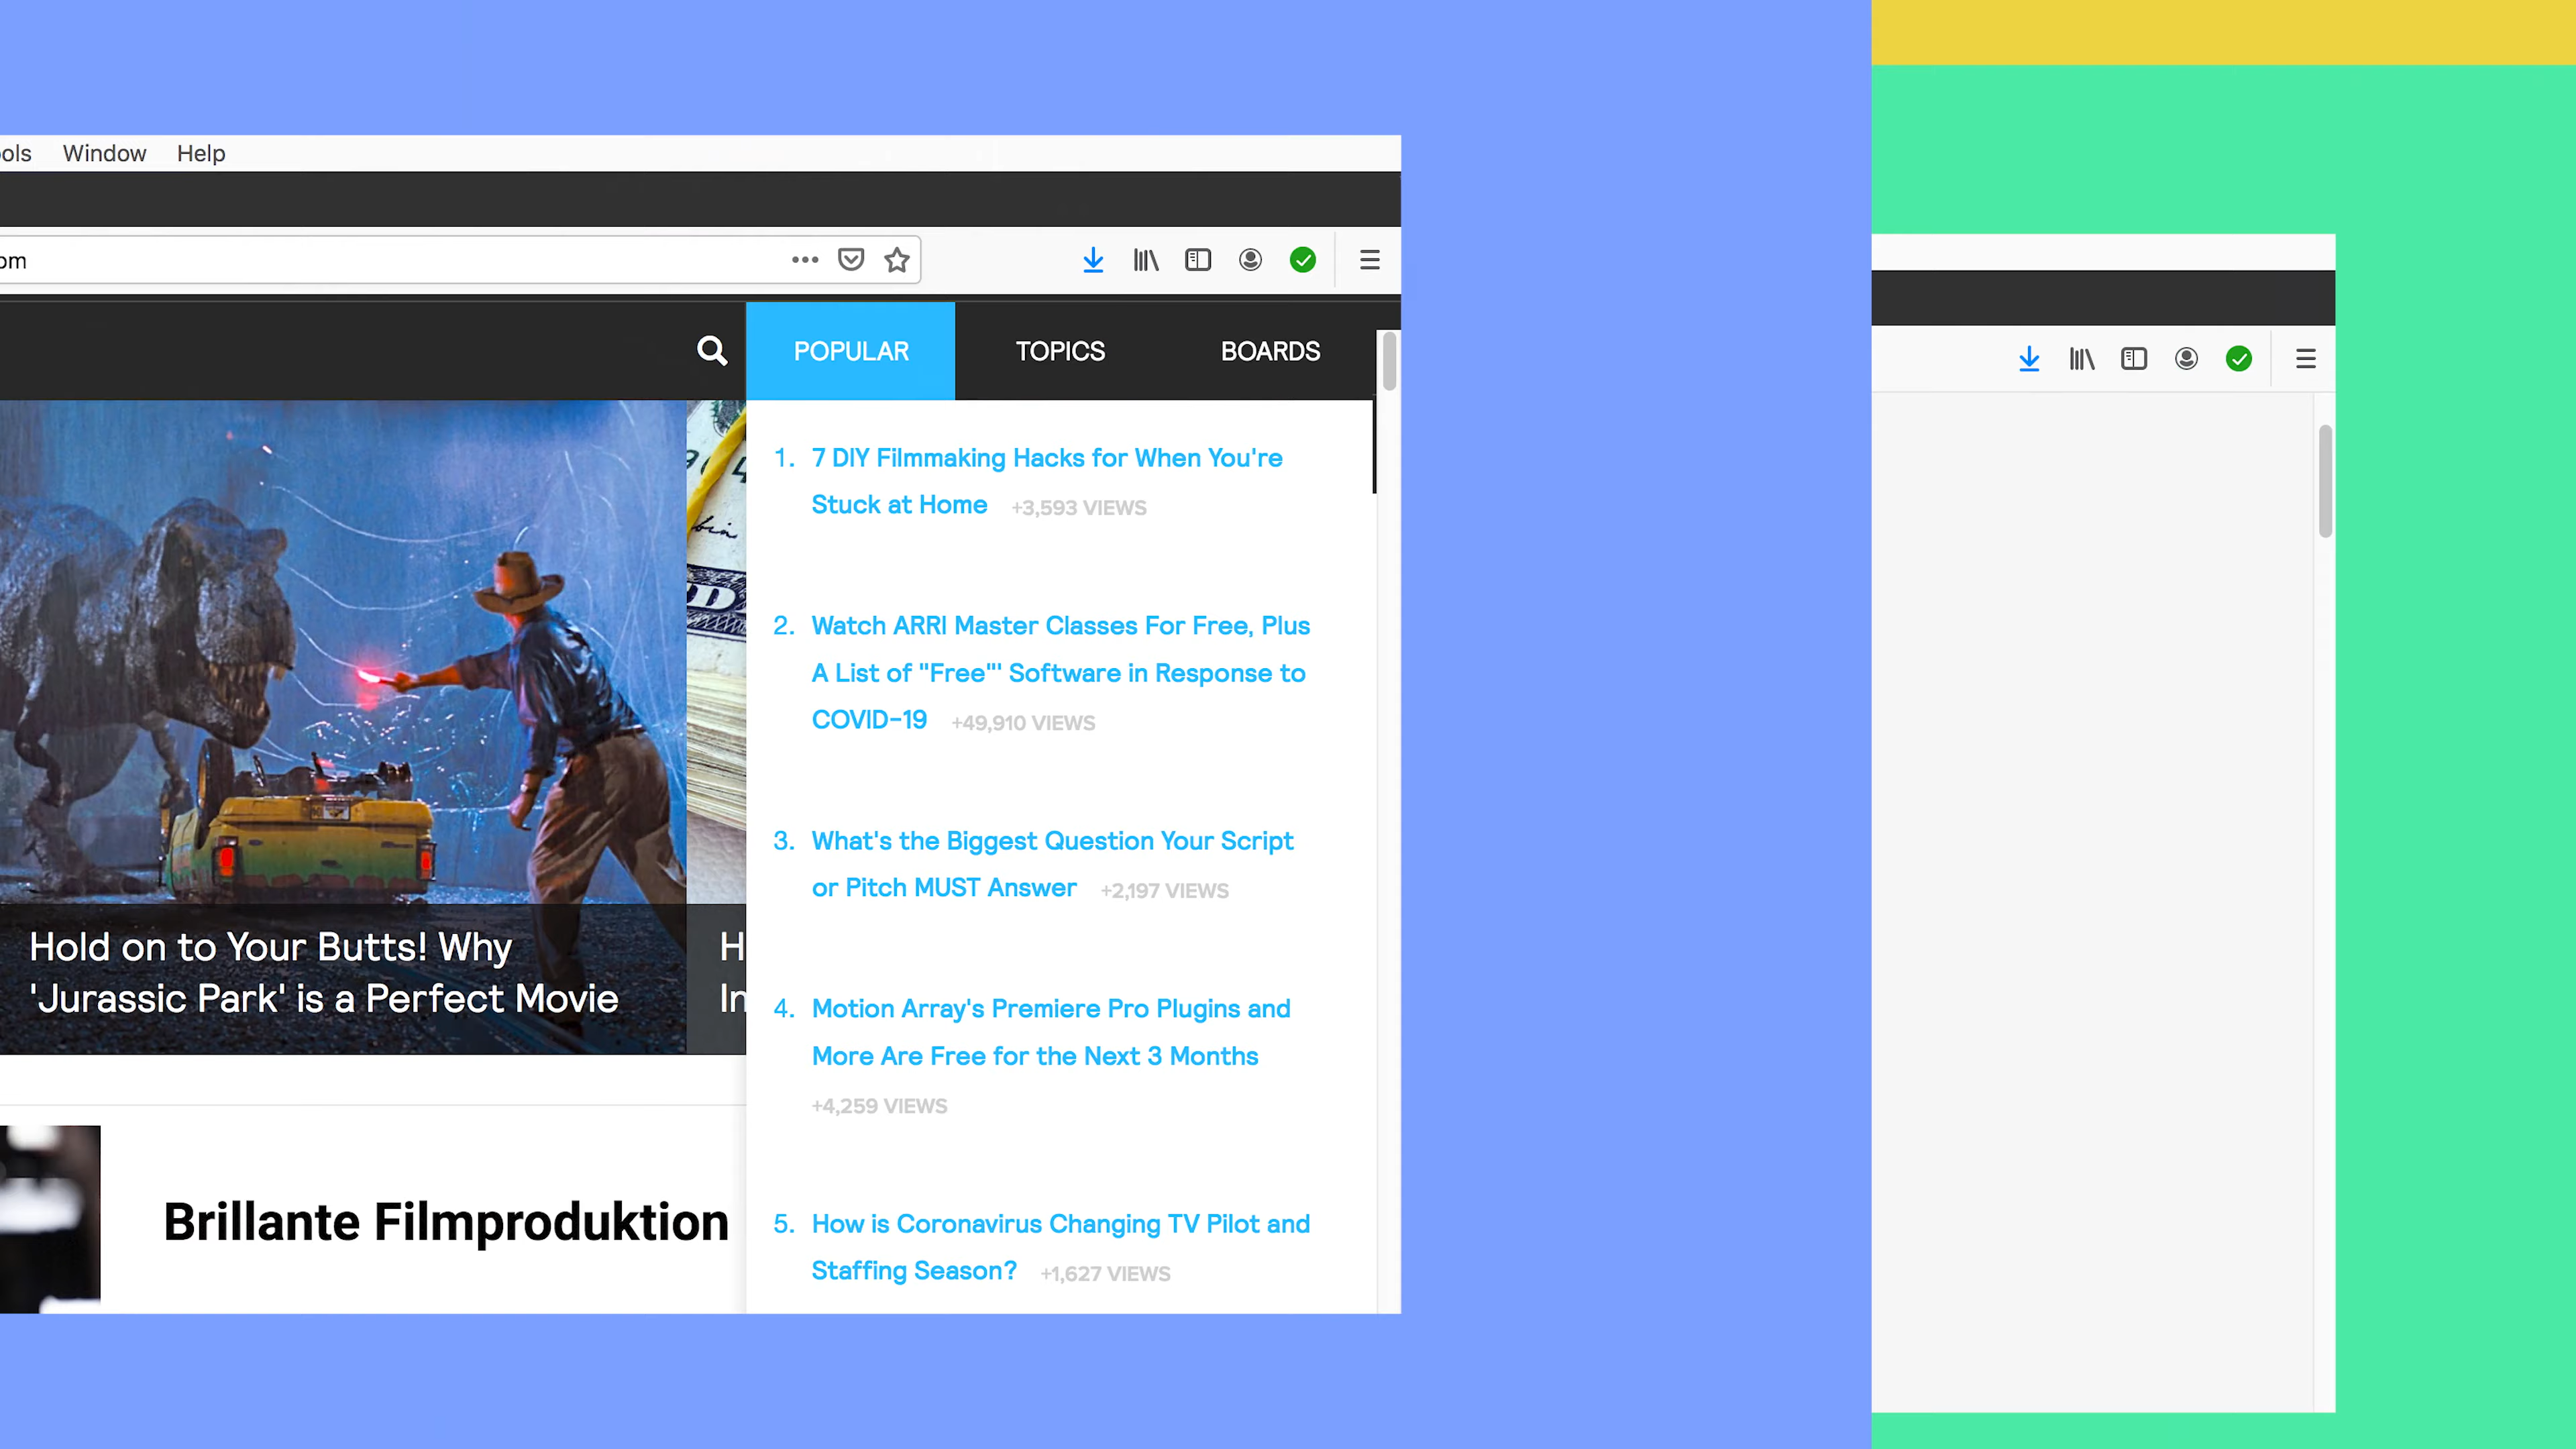 ols Window Help
om
POPULAR TOPICS BOARDS
1. 7 DIY Filmmaking Hacks for When You're
Stuck at Home +3,593 VIEWS
2. Watch ARRI Master Classes For Free, Plus
A List of "Free"' Software in Response to
COVID-19 +49,910 VIEWS
3. What's the Biggest Question Your Script
or Pitch MUST Answer +2,197 VIEWS
4. Motion Array's Premiere Pro Plugins and
More Are Free for the Next 3 Months
+4,259 VIEWS
5. How is Coronavirus Changing TV Pilot and
Staffing Season? +1,627 VIEWS
Hold on to Your Butts! Why
'Jurassic Park' is a Perfect Movie
H
In
Brillante Filmproduktion